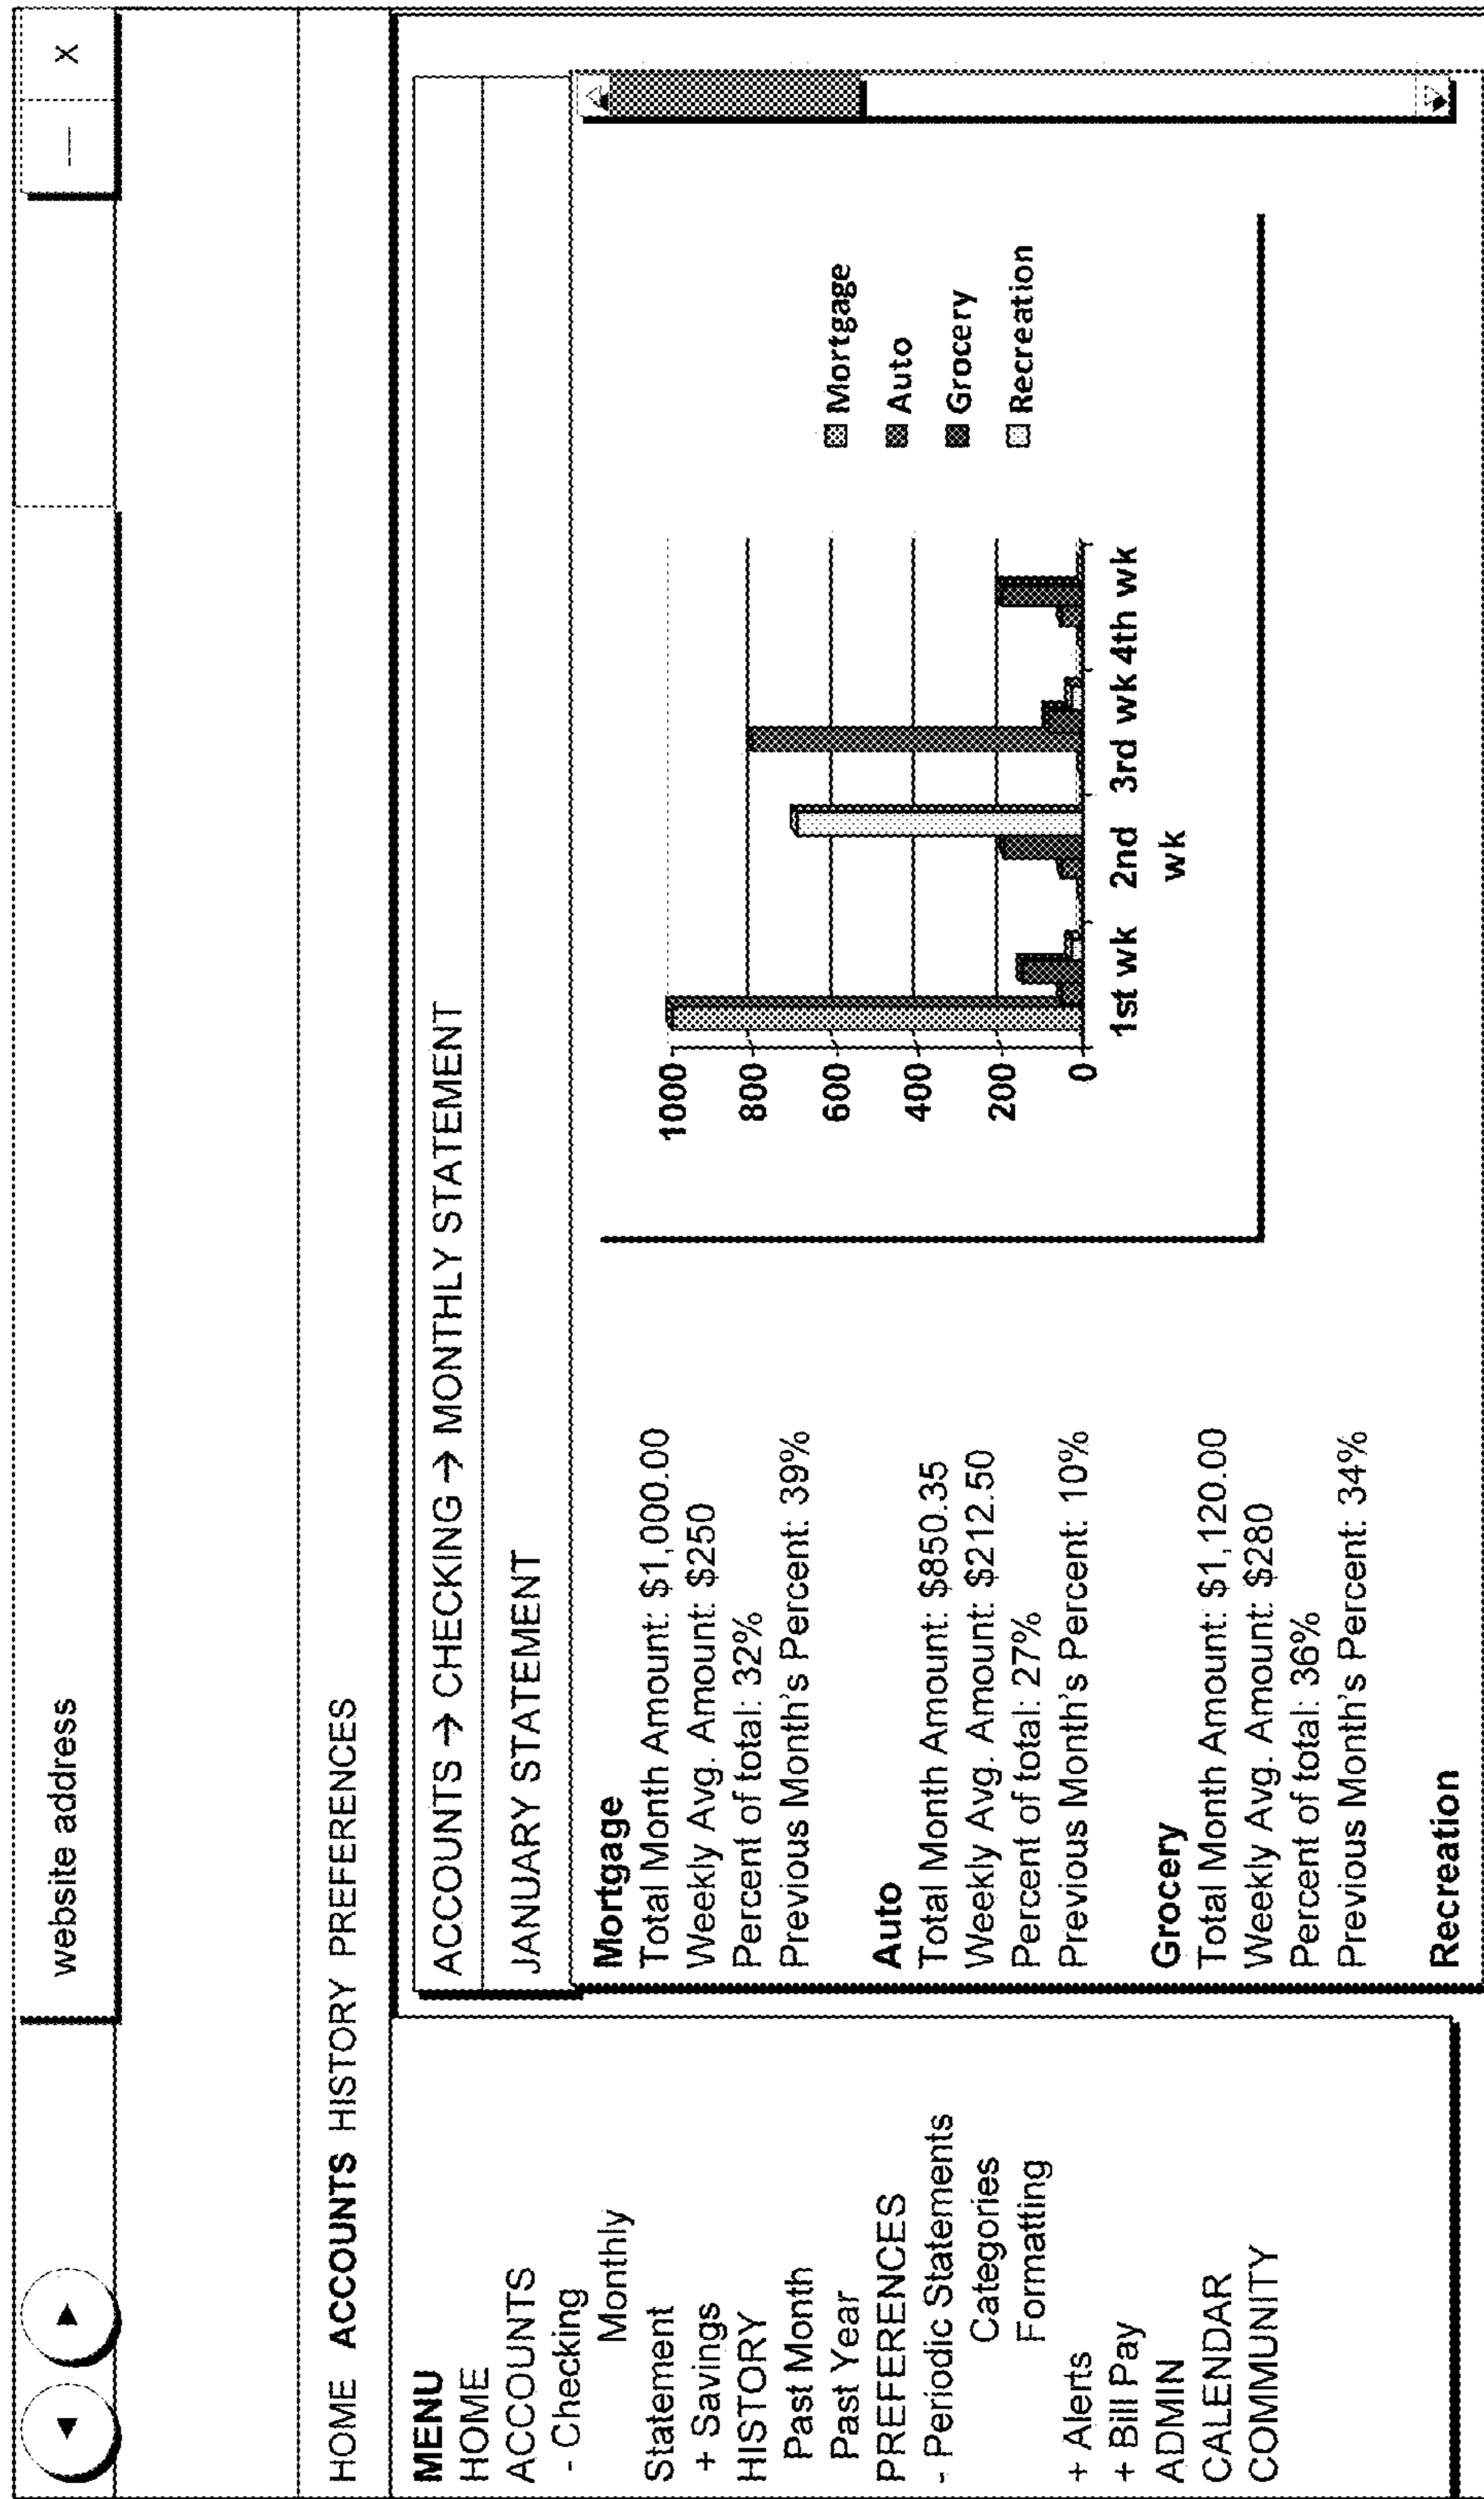 website address
— X
HOME ACCOUNTS HISTORY PREFERENCES
MENU
HOME
ACCOUNTS
- Checking
Monthly
Statement
+ Savings
HISTORY
Past Month
Past Year
PREFERENCES
- Periodic Statements
Categories
Formatting
+ Alerts
+ Bill Pay
ADMIN
CALENDAR
COMMUNITY
ACCOUNTS → CHECKING → MONTHLY STATEMENT
JANUARY STATEMENT
Mortgage
Total Month Amount: $1,000.00
Weekly Avg. Amount: $250
Percent of total: 32%
Previous Month's Percent: 39%
Auto
Total Month Amount: $850.35
Weekly Avg. Amount: $212.50
Percent of total: 27%
Previous Month's Percent: 10%
Grocery
Total Month Amount: $1,120.00
Weekly Avg. Amount: $280
Percent of total: 36%
Previous Month's Percent: 34%
Recreation
1000
800
600
400
200
0
1st wk 2nd 3rd wk 4th wk
wk
Mortgage
Auto
Grocery
Recreation